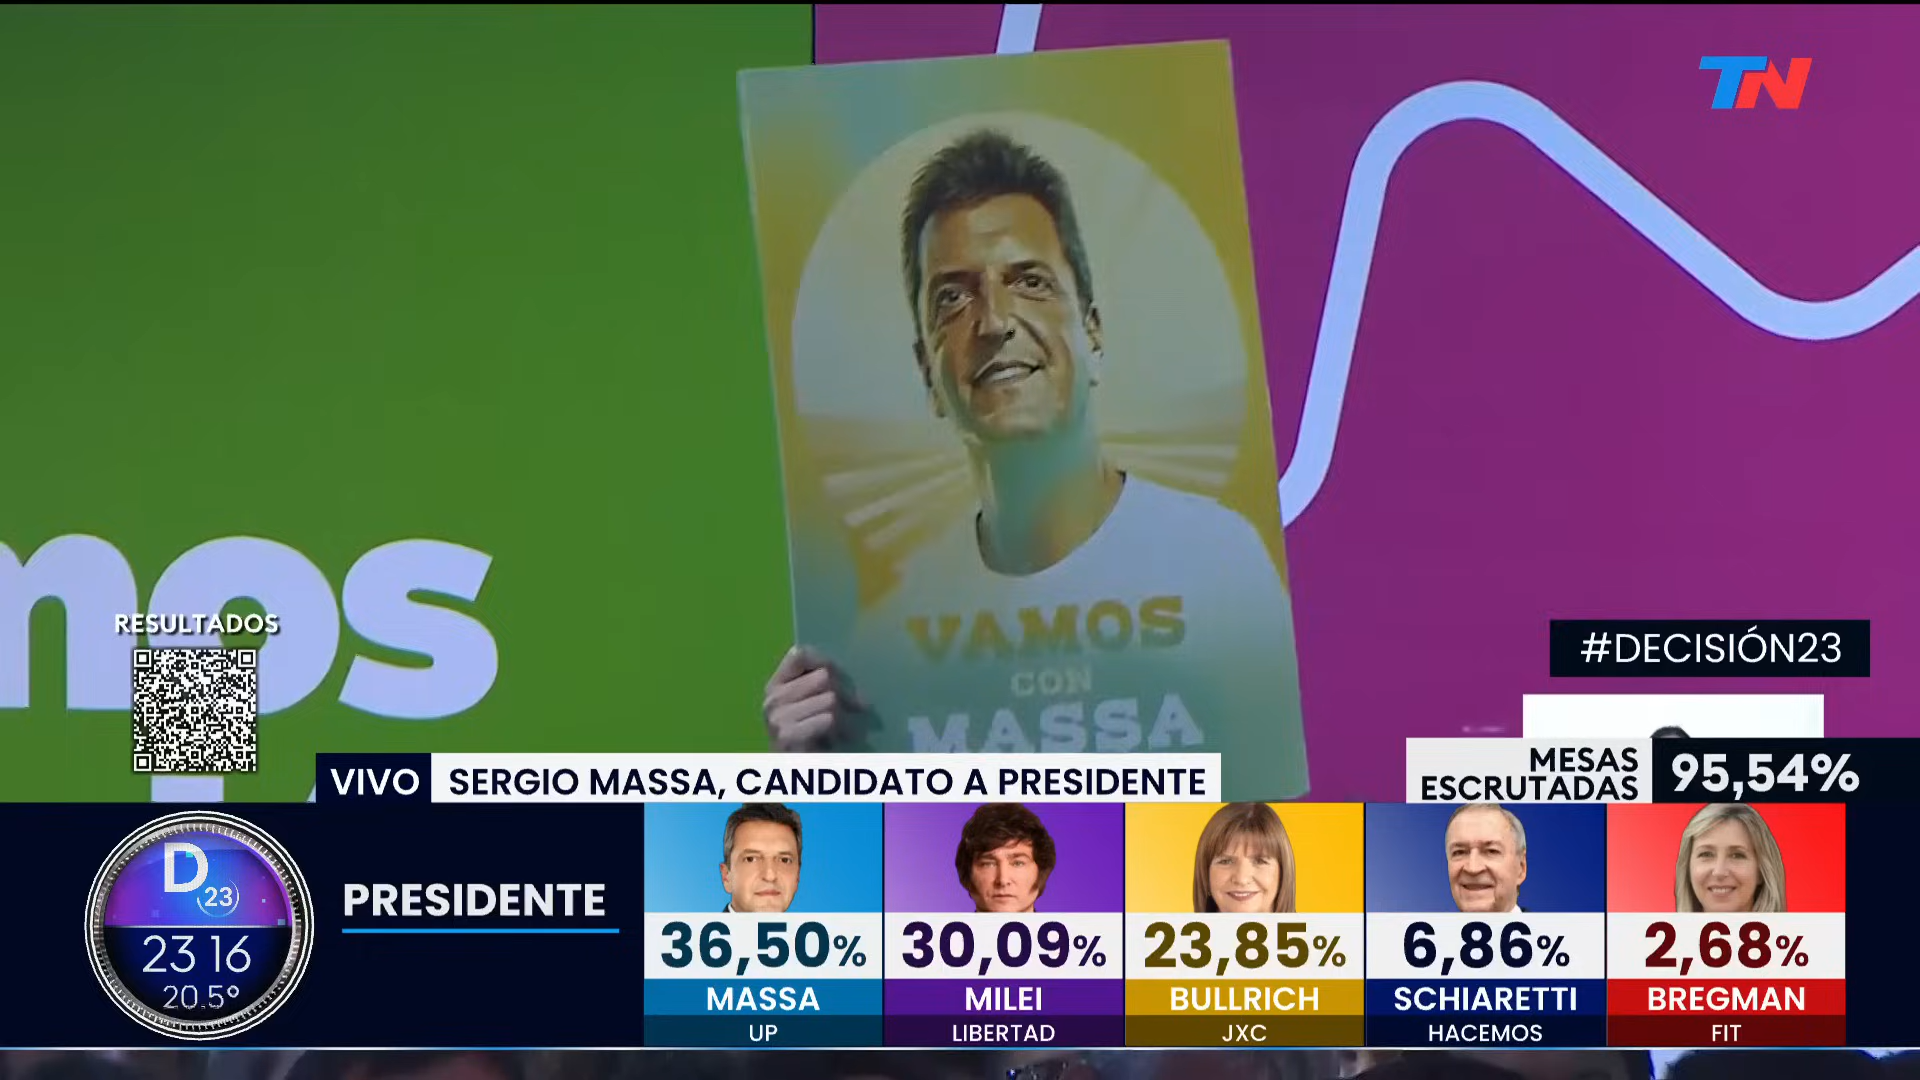 TN
mos
RESULTADOS
VAMOS
CON
MASSA
#DECISIÓN23
VIVO SERGIO MASSA, CANDIDATO A PRESIDENTE
MESAS
ESCRUTADAS
95,54%
D23
23 16
20.5°
PRESIDENTE
36,50%
MASSA
UP
30,09%
MILEI
LIBERTAD
23,85%
BULLRICH
JXC
6,86%
SCHIARETTI
HACEMOS
2,68%
BREGMAN
FIT